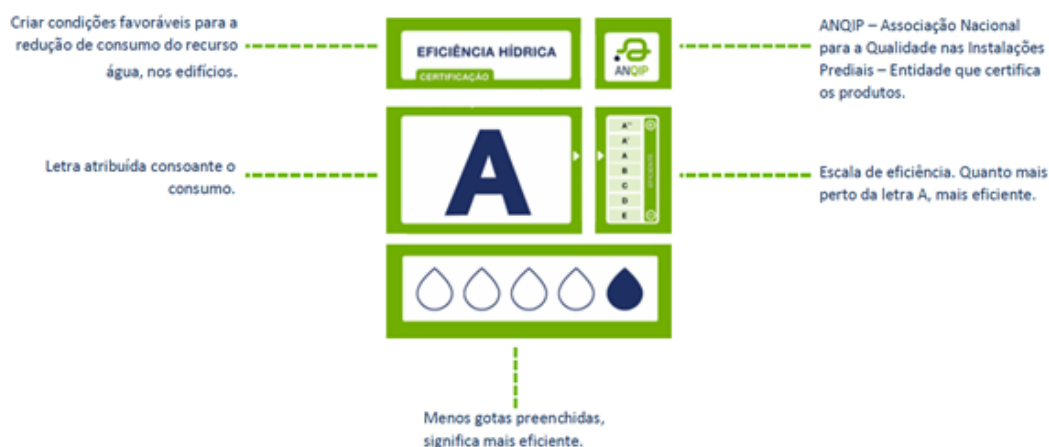 Criar condições favoráveis para a
redução de consumo do recurso
água, nos edifícios.
EFICIÊNCIA HÍDRICA
CERTIFICAÇÃO
ANQIP
ANQIP – Associação Nacional
para a Qualidade nas Instalações
Prediais – Entidade que certifica
os produtos.
Letra atribuída consoante o
consumo.
A
A++
A+
A
B
C
D
E
EFICIENTE
Escala de eficiência. Quanto mais
perto da letra A, mais eficiente.
Menos gotas preenchidas,
significa mais eficiente.